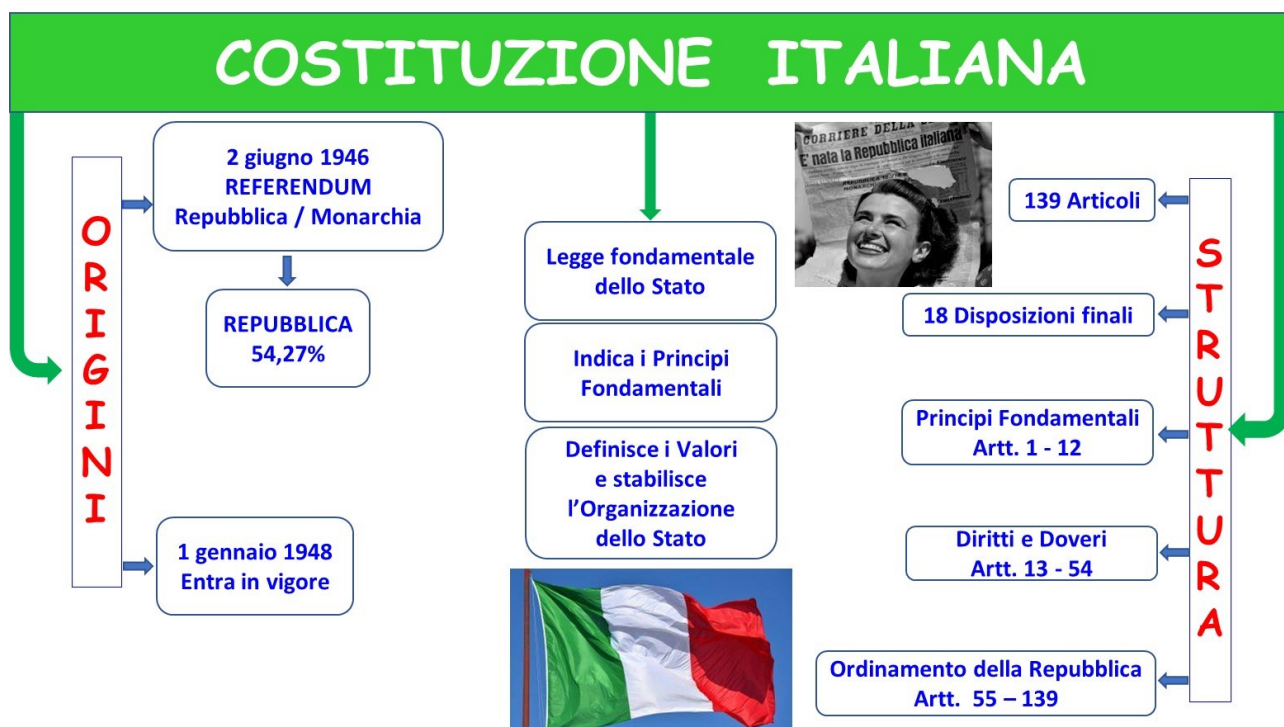 COSTITUZIONE ITALIANA
ORIGINI
2 giugno 1946
REFERENDUM
Repubblica / Monarchia
REPUBBLICA
54,27%
1 gennaio 1948
Entra in vigore
Legge fondamentale
dello Stato
Indica i Principi
Fondamentali
Definisce i Valori
e stabilisce
l’Organizzazione
dello Stato
CORRIERE DELLA
E' nata la Repubblica italiana
STRUTTURA
139 Articoli
18 Disposizioni finali
Principi Fondamentali
Artt. 1 - 12
Diritti e Doveri
Artt. 13 - 54
Ordinamento della Repubblica
Artt. 55 – 139